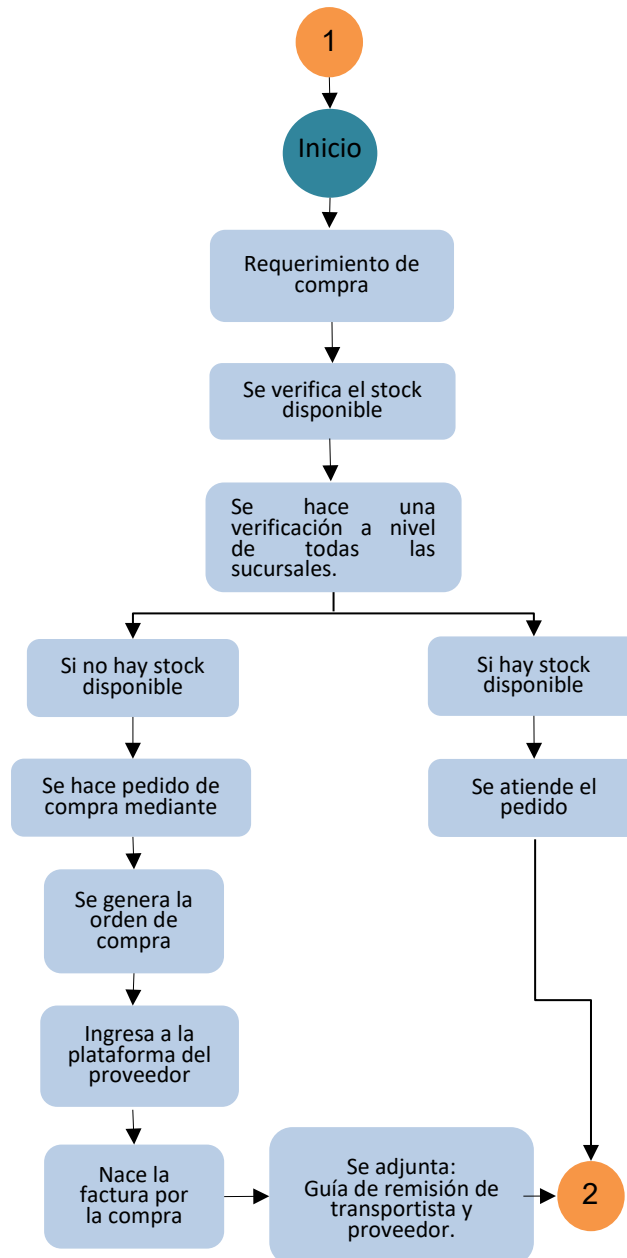 1
Inicio
Requerimiento de
compra
Se verifica el stock
disponible
Se hace una
verificación a nivel
de todas las
sucursales.
Si no hay stock
disponible
Si hay stock
disponible
Se hace pedido de
compra mediante
Se atiende el
pedido
Se genera la
orden de
compra
Ingresa a la
plataforma del
proveedor
Nace la
factura por
la compra
Se adjunta:
Guía de remisión de
transportista y
proveedor.
2